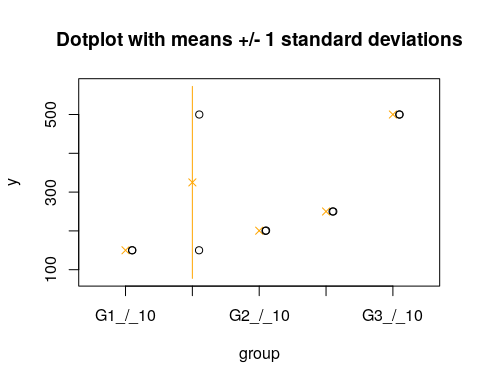 Dotplot with means +/- 1 standard deviations
500
300
100
y
G1_/_10 G2_/_10 G3_/_10
group